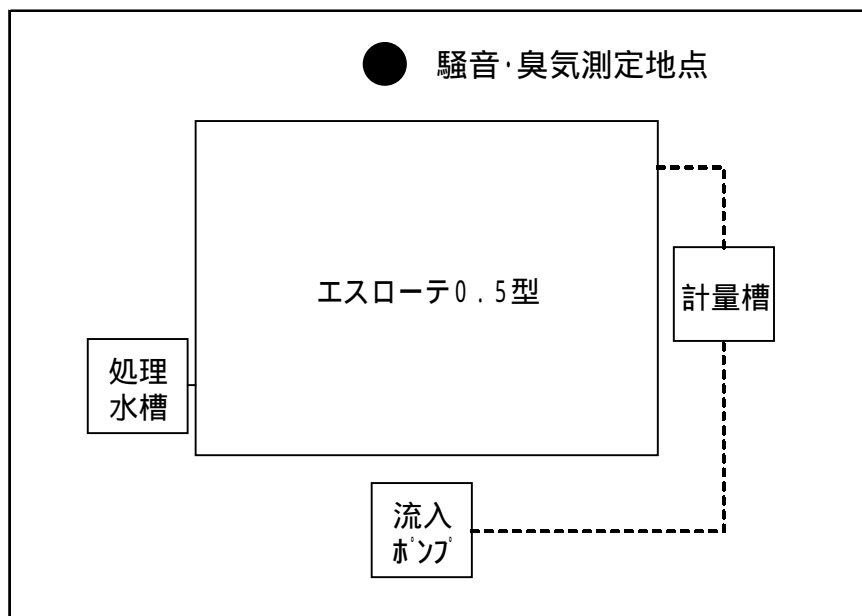 騒音･臭気測定地点
エスローテ0．5型
計量槽
処理
水槽
流入
ﾎﾟﾝﾌﾟ